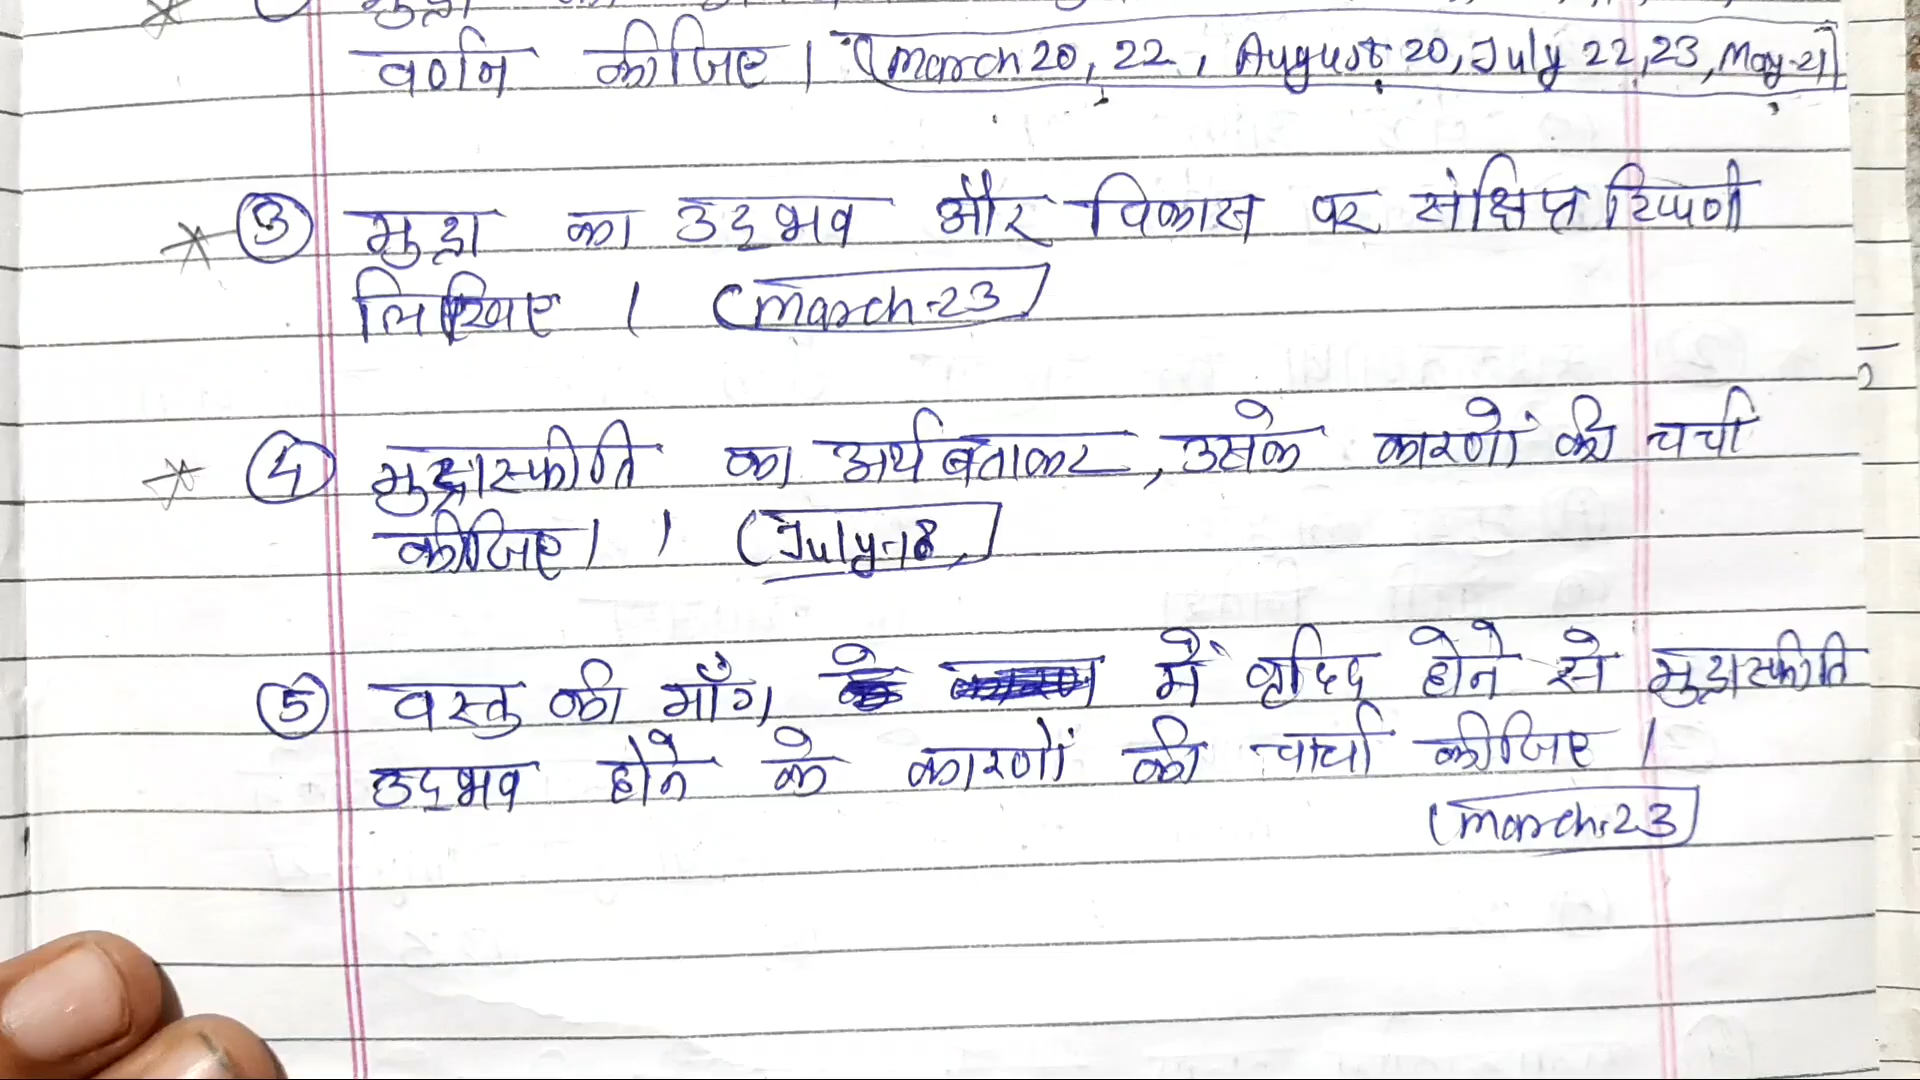 वर्णन कीजिए। (March 20, 22, August 20, July 22, 23, May-21)
③ मुद्रा का उद्भव और विकास पर संक्षिप्त टिप्पणी
लिखिए। (March-23)
④ मुद्रास्फीति का अर्थ बताकर, उसके कारणों की चर्चा
कीजिए। । (July-18)
⑤ वस्तु की माँग में वृद्धि होने से मुद्रास्फीति
उद्भव होने के कारणों की चार्चा कीजिए।
(March-23)